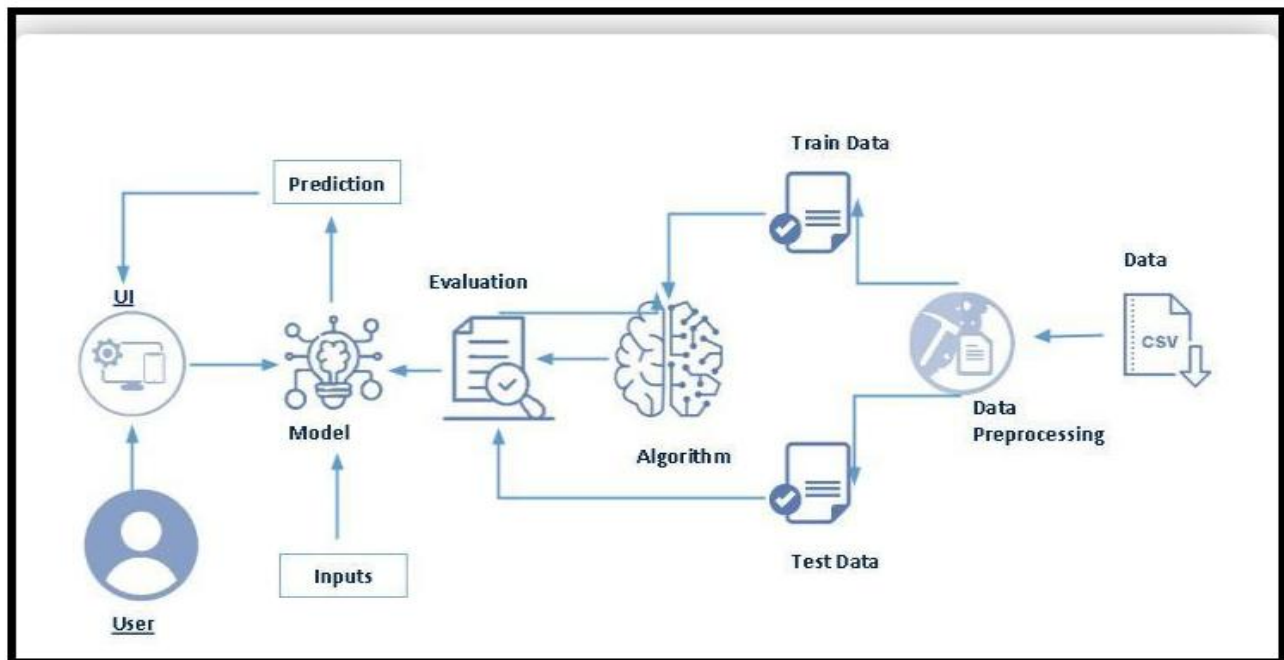 Train Data
Prediction
Data
Evaluation
UI
CSV
Model
Data
Preprocessing
Algorithm
Test Data
Inputs
User